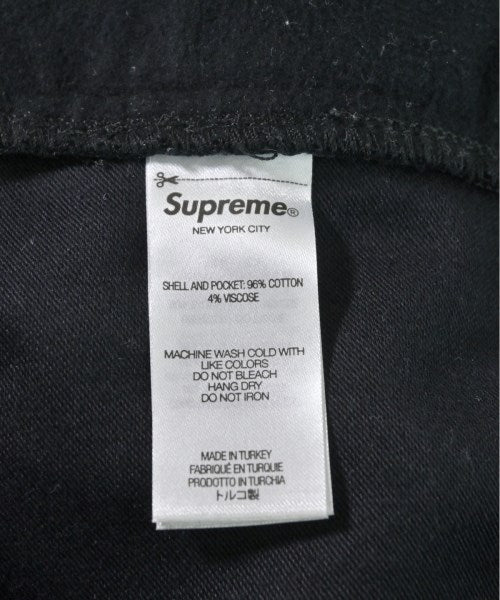 Supreme®
NEW YORK CITY
SHELL AND POCKET: 96% COTTON
4% VISCOSE
MACHINE WASH COLD WITH
LIKE COLORS
DO NOT BLEACH
HANG DRY
DO NOT IRON
MADE IN TURKEY
FABRIQUÉ EN TURQUIE
PRODOTTO IN TURCHIA
トルコ製